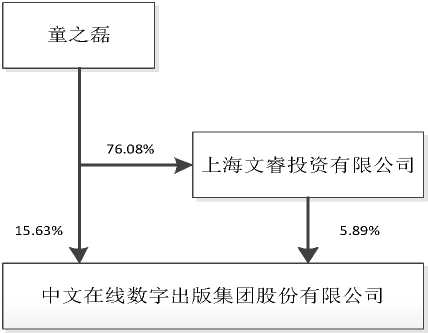 童之磊
76.08%
上海文睿投资有限公司
15.63%
5.89%
中文在线数字出版集团股份有限公司